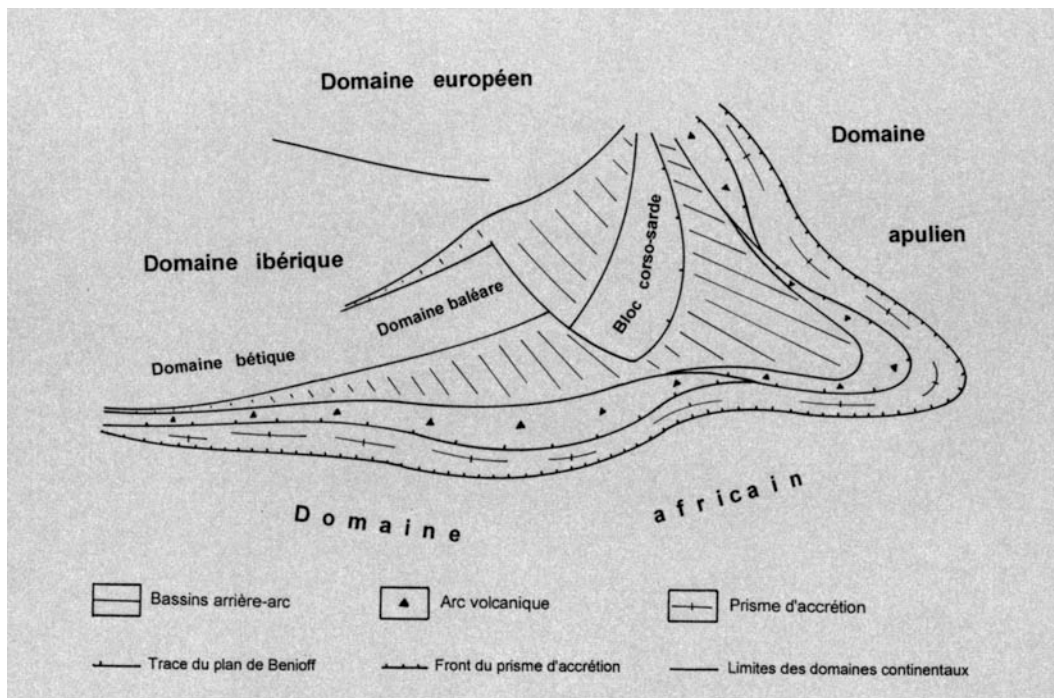 Domaine européen
Domaine
apulien
Domaine ibérique
Bloc corso-sarde
Domaine baléare
Domaine bétique
Domaine africain
Bassins arrière-arc
Arc volcanique
Prisme d'accrétion
Trace du plan de Benioff
Front du prisme d'accrétion
Limites des domaines continentaux